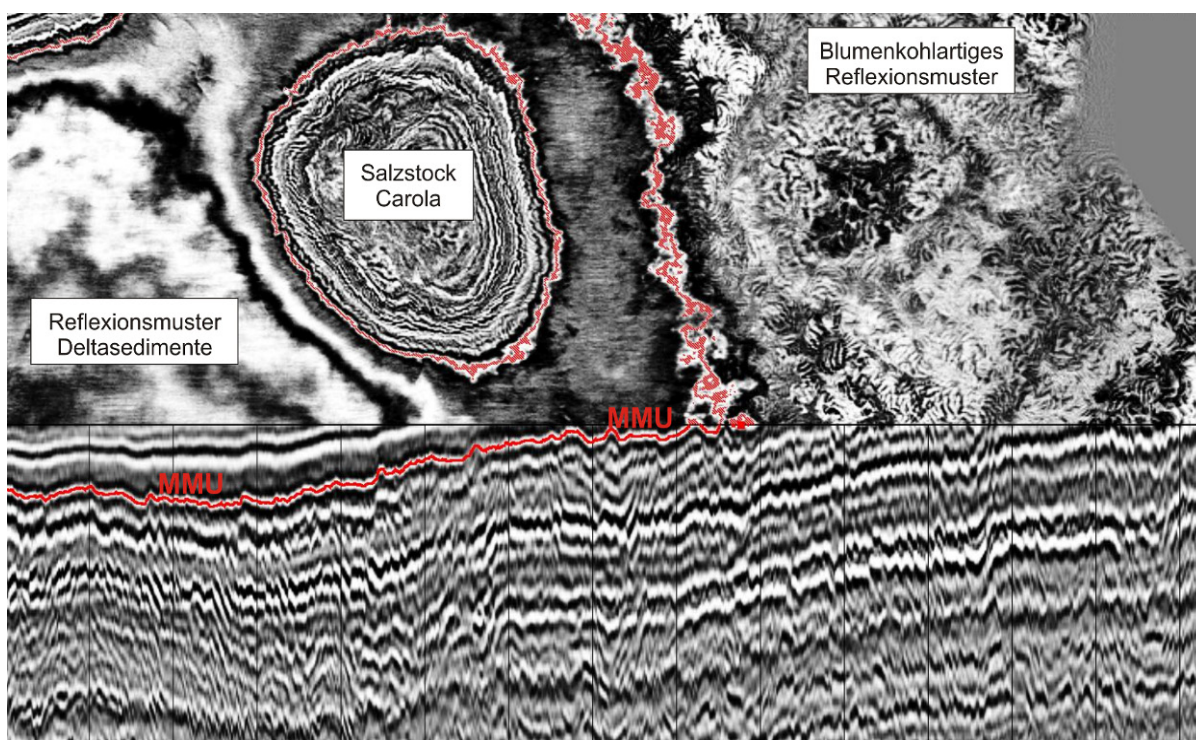 Blumenkohlartiges
Reflexionsmuster
Salzstock
Carola
Reflexionsmuster
Deltasedimente
MMU
MMU